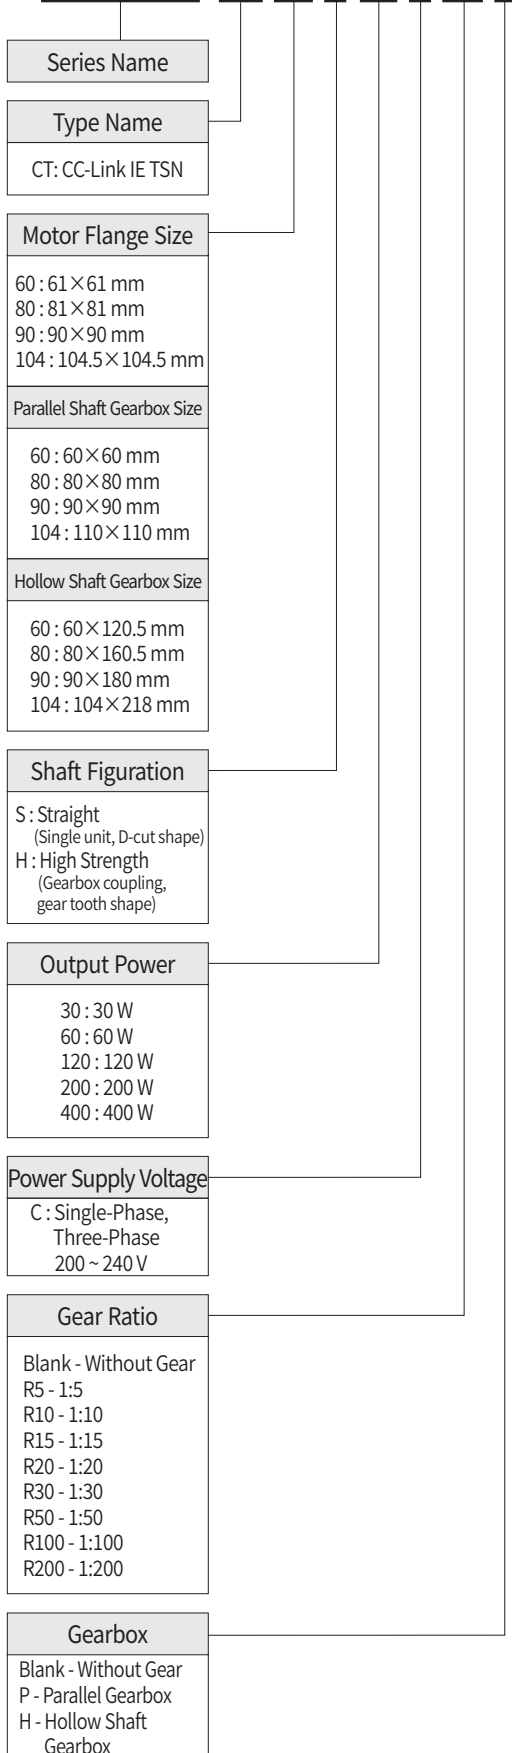 Series Name
Type Name
CT: CC-Link IE TSN
Motor Flange Size
60 : 61×61 mm
80 : 81×81 mm
90 : 90×90 mm
104 : 104.5×104.5 mm
Parallel Shaft Gearbox Size
60 : 60×60 mm
80 : 80×80 mm
90 : 90×90 mm
104 : 110×110 mm
Hollow Shaft Gearbox Size
60 : 60×120.5 mm
80 : 80×160.5 mm
90 : 90×180 mm
104 : 104×218 mm
Shaft Figuration
S : Straight
(Single unit, D-cut shape)
H : High Strength
(Gearbox coupling,
gear tooth shape)
Output Power
30 : 30 W
60 : 60 W
120 : 120 W
200 : 200 W
400 : 400 W
Power Supply Voltage
C : Single-Phase,
Three-Phase
200 ~ 240 V
Gear Ratio
Blank - Without Gear
R5 - 1:5
R10 - 1:10
R15 - 1:15
R20 - 1:20
R30 - 1:30
R50 - 1:50
R100 - 1:100
R200 - 1:200
Gearbox
Blank - Without Gear
P - Parallel Gearbox
H - Hollow Shaft
Gearbox